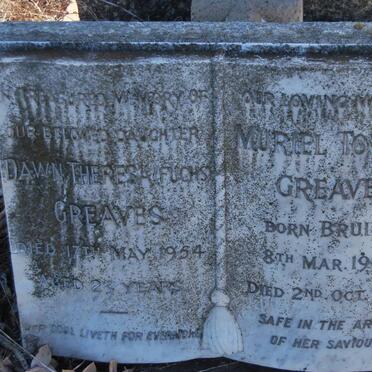 IN LOVING MEMORY OF
OUR BELOVED DAUGHTER
DAWN THERESA FUCHS
GREAVES
DIED 17TH MAY 1954
AGED 23 YEARS
HER SOUL LIVETH FOR EVERMORE
OUR LOVING
MURIEL
GREAVE
BORN BRUI
8TH MAR. 19
DIED 2ND. OCT.
SAFE IN THE AR
OF HER SAVIOU